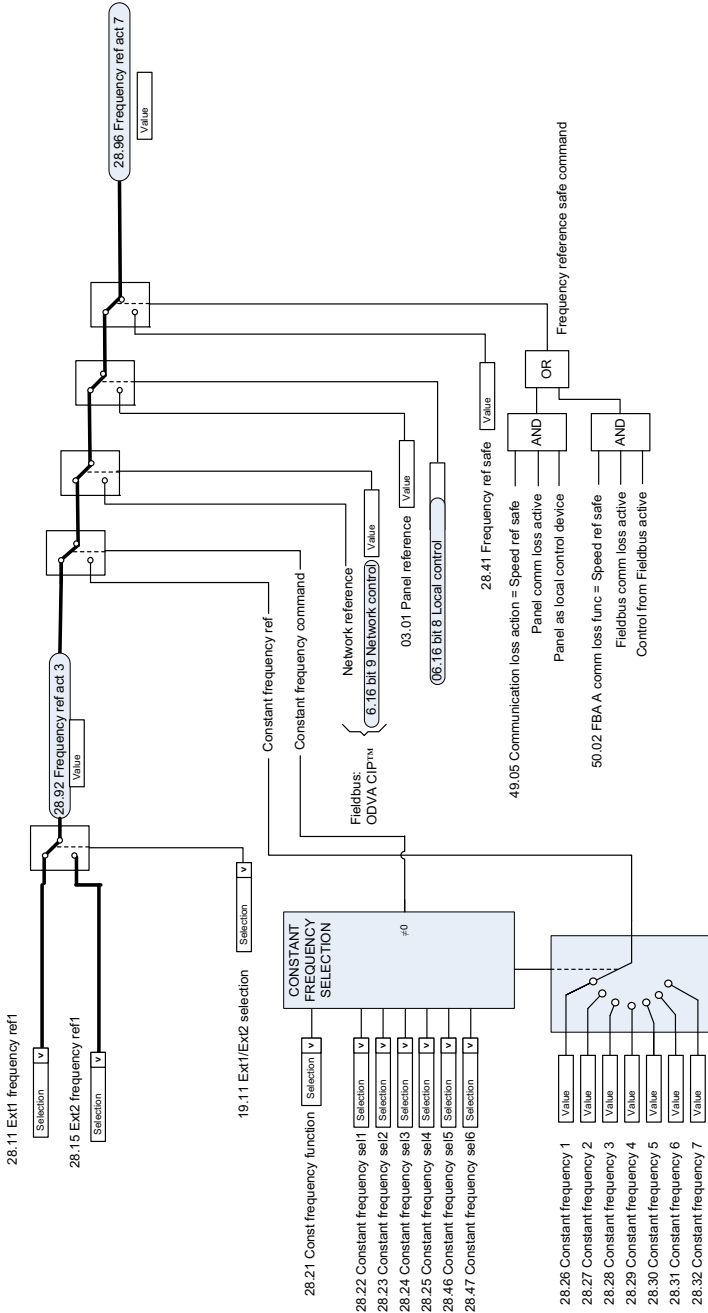 28.11 Ext1 frequency ref1
Selection v
28.15 Ext2 frequency ref1
Selection v
19.11 Ext1/Ext2 selection
Selection v
28.92 Frequency ref act 3
Value
28.96 Frequency ref act 7
Value
28.21 Const frequency function
Selection v
28.22 Constant frequency sel1
Selection v
28.23 Constant frequency sel2
Selection v
28.24 Constant frequency sel3
Selection v
28.25 Constant frequency sel4
Selection v
28.46 Constant frequency sel5
Selection v
28.47 Constant frequency sel6
Selection v
CONSTANT
FREQUENCY
SELECTION
≠0
28.26 Constant frequency 1
Value
28.27 Constant frequency 2
Value
28.28 Constant frequency 3
Value
28.29 Constant frequency 4
Value
28.30 Constant frequency 5
Value
28.31 Constant frequency 6
Value
28.32 Constant frequency 7
Value
Constant frequency ref
Constant frequency command
Fieldbus:
ODVA CIP™
Network reference
6.16 bit 9 Network control
Value
03.01 Panel reference
Value
06.16 bit 8 Local control
28.41 Frequency ref safe
Value
49.05 Communication loss action = Speed ref safe
Panel comm loss active
Panel as local control device
AND
50.02 FBA A comm loss func = Speed ref safe
Fieldbus comm loss active
Control from Fieldbus active
AND
OR
Frequency reference safe command